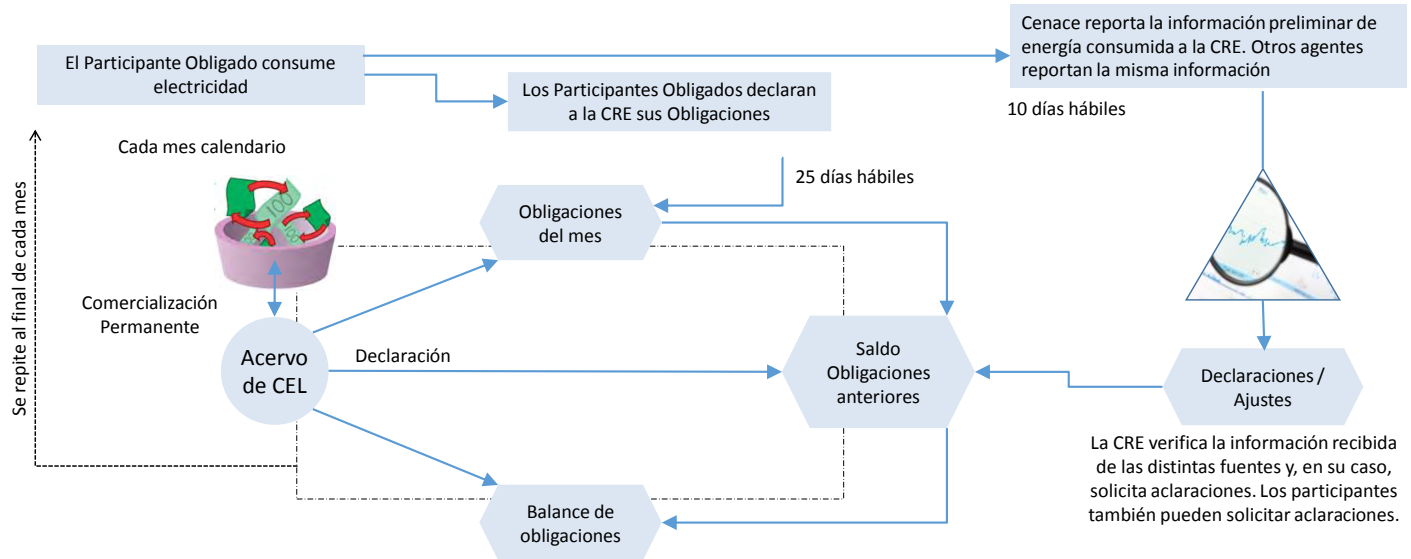 El Participante Obligado consume
electricidad
Cenace reporta la información preliminar de
energía consumida a la CRE. Otros agentes
reportan la misma información
Los Participantes Obligados declaran
a la CRE sus Obligaciones
10 días hábiles
Cada mes calendario
25 días hábiles
Obligaciones
del mes
Se repite al final de cada mes
100
100
Comercialización
Permanente
Acervo
de CEL
Declaración
Saldo
Obligaciones
anteriores
Declaraciones /
Ajustes
La CRE verifica la información recibida
de las distintas fuentes y, en su caso,
solicita aclaraciones. Los participantes
también pueden solicitar aclaraciones.
Balance de
obligaciones